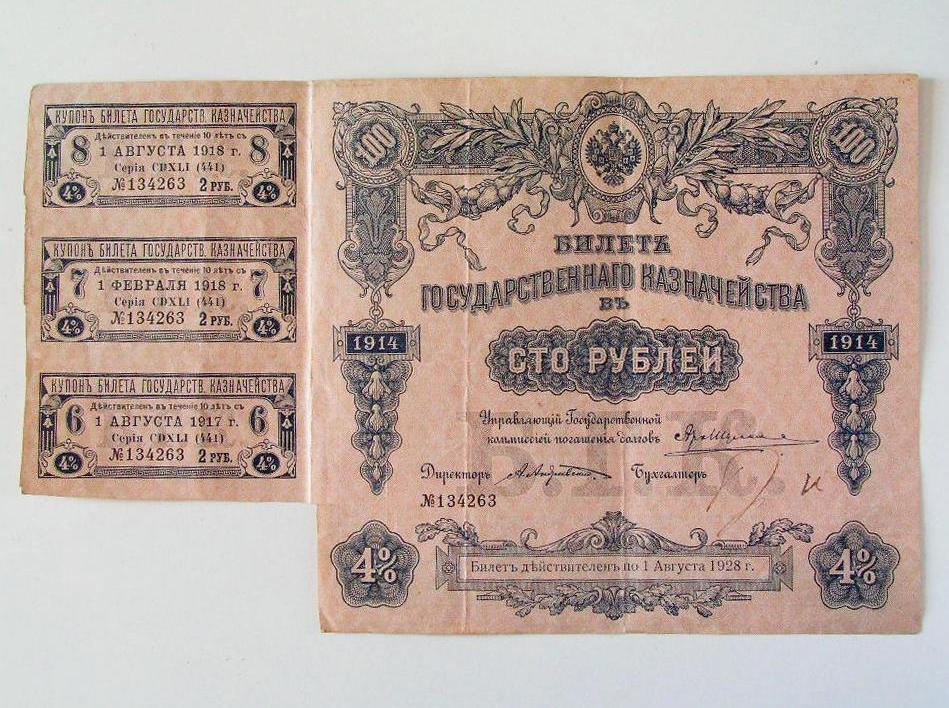 КУПОНЪ БИЛЕТА ГОСУДАРСТВ. КАЗНАЧЕЙСТВА
Дѣйствителенъ въ теченіе 10 лѣтъ съ
8 1 АВГУСТА 1918 г. 8
Серія CDXLI (441)
4% №134263 2 РУБ. 4%
КУПОНЪ БИЛЕТА ГОСУДАРСТВ. КАЗНАЧЕЙСТВА
Дѣйствителенъ въ теченіе 10 лѣтъ съ
7 1 ФЕВРАЛЯ 1918 г. 7
Серія CDXLI (441)
4% №134263 2 РУБ. 4%
КУПОНЪ БИЛЕТА ГОСУДАРСТВ. КАЗНАЧЕЙСТВА
Дѣйствителенъ въ теченіе 10 лѣтъ съ
6 1 АВГУСТА 1917 г. 6
Серія CDXLI (441)
4% №134263 2 РУБ. 4%
100 100
БИЛЕТЪ
ГОСУДАРСТВЕННАГО КАЗНАЧЕЙСТВА
ВЪ
1914 СТО РУБЛЕЙ 1914
Управляющій Государственной
коммиссіей погашенія долговъ
Директоръ Бухгалтеръ
№134263
4% Билетъ дѣйствителенъ по 1 Августа 1928 г. 4%